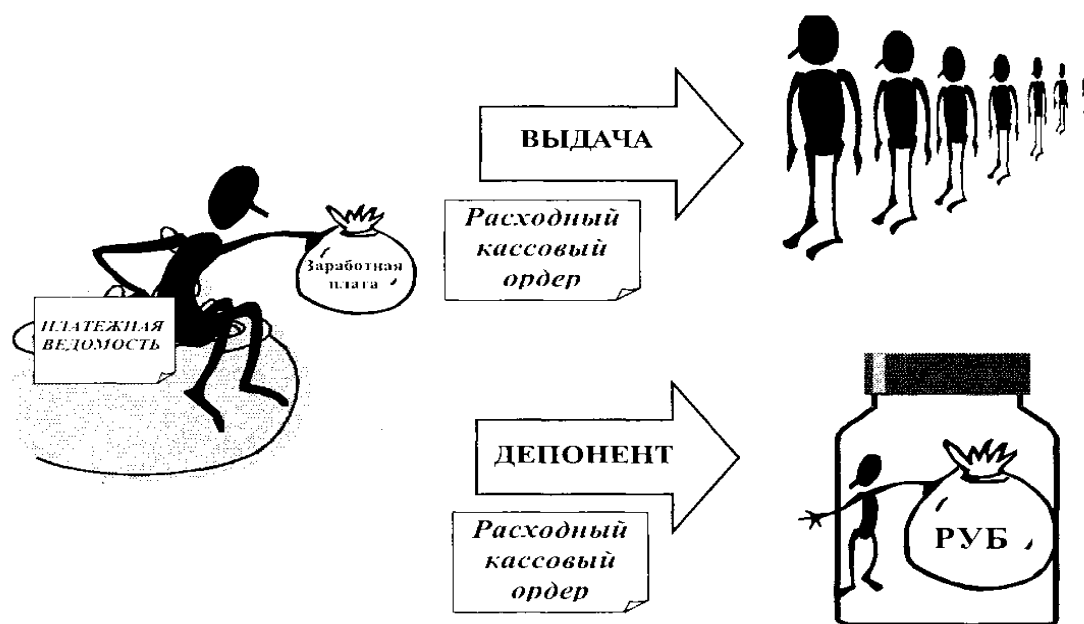 ВЫДАЧА
Расходный
кассовый
ордер
Заработная
плата
ПЛАТЕЖНАЯ
ВЕДОМОСТЬ
ДЕПОНЕНТ
Расходный
кассовый
ордер
РУБ